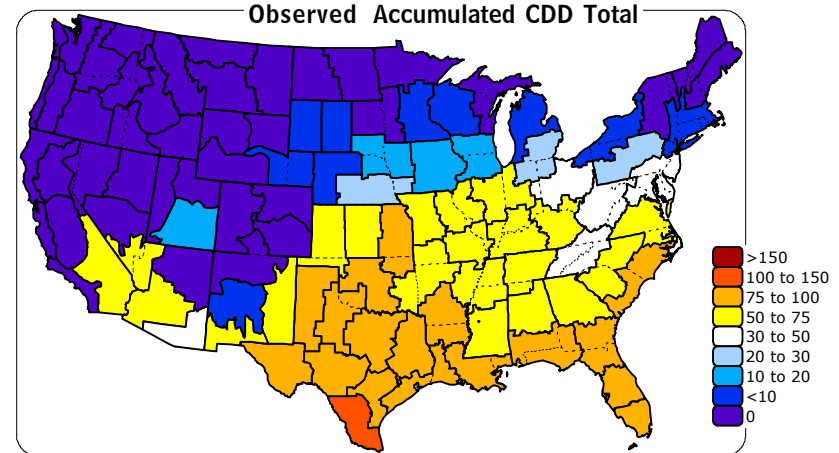 Observed Accumulated CDD Total
>150
100 to 150
75 to 100
50 to 75
30 to 50
20 to 30
10 to 20
<10
0